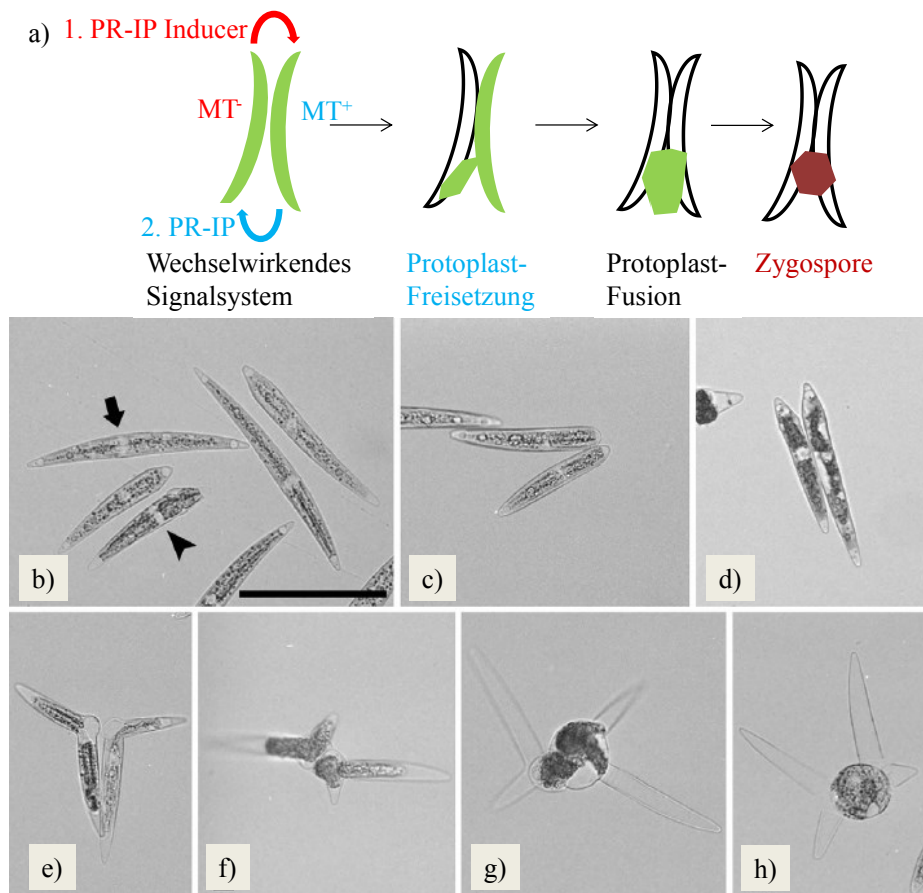 a)
1. PR-IP Inducer
MT-
MT+
2. PR-IP
Wechselwirkendes
Signalsystem
Protoplast-
Freisetzung
Protoplast-
Fusion
Zygospore
b)
c)
d)
e)
f)
g)
h)